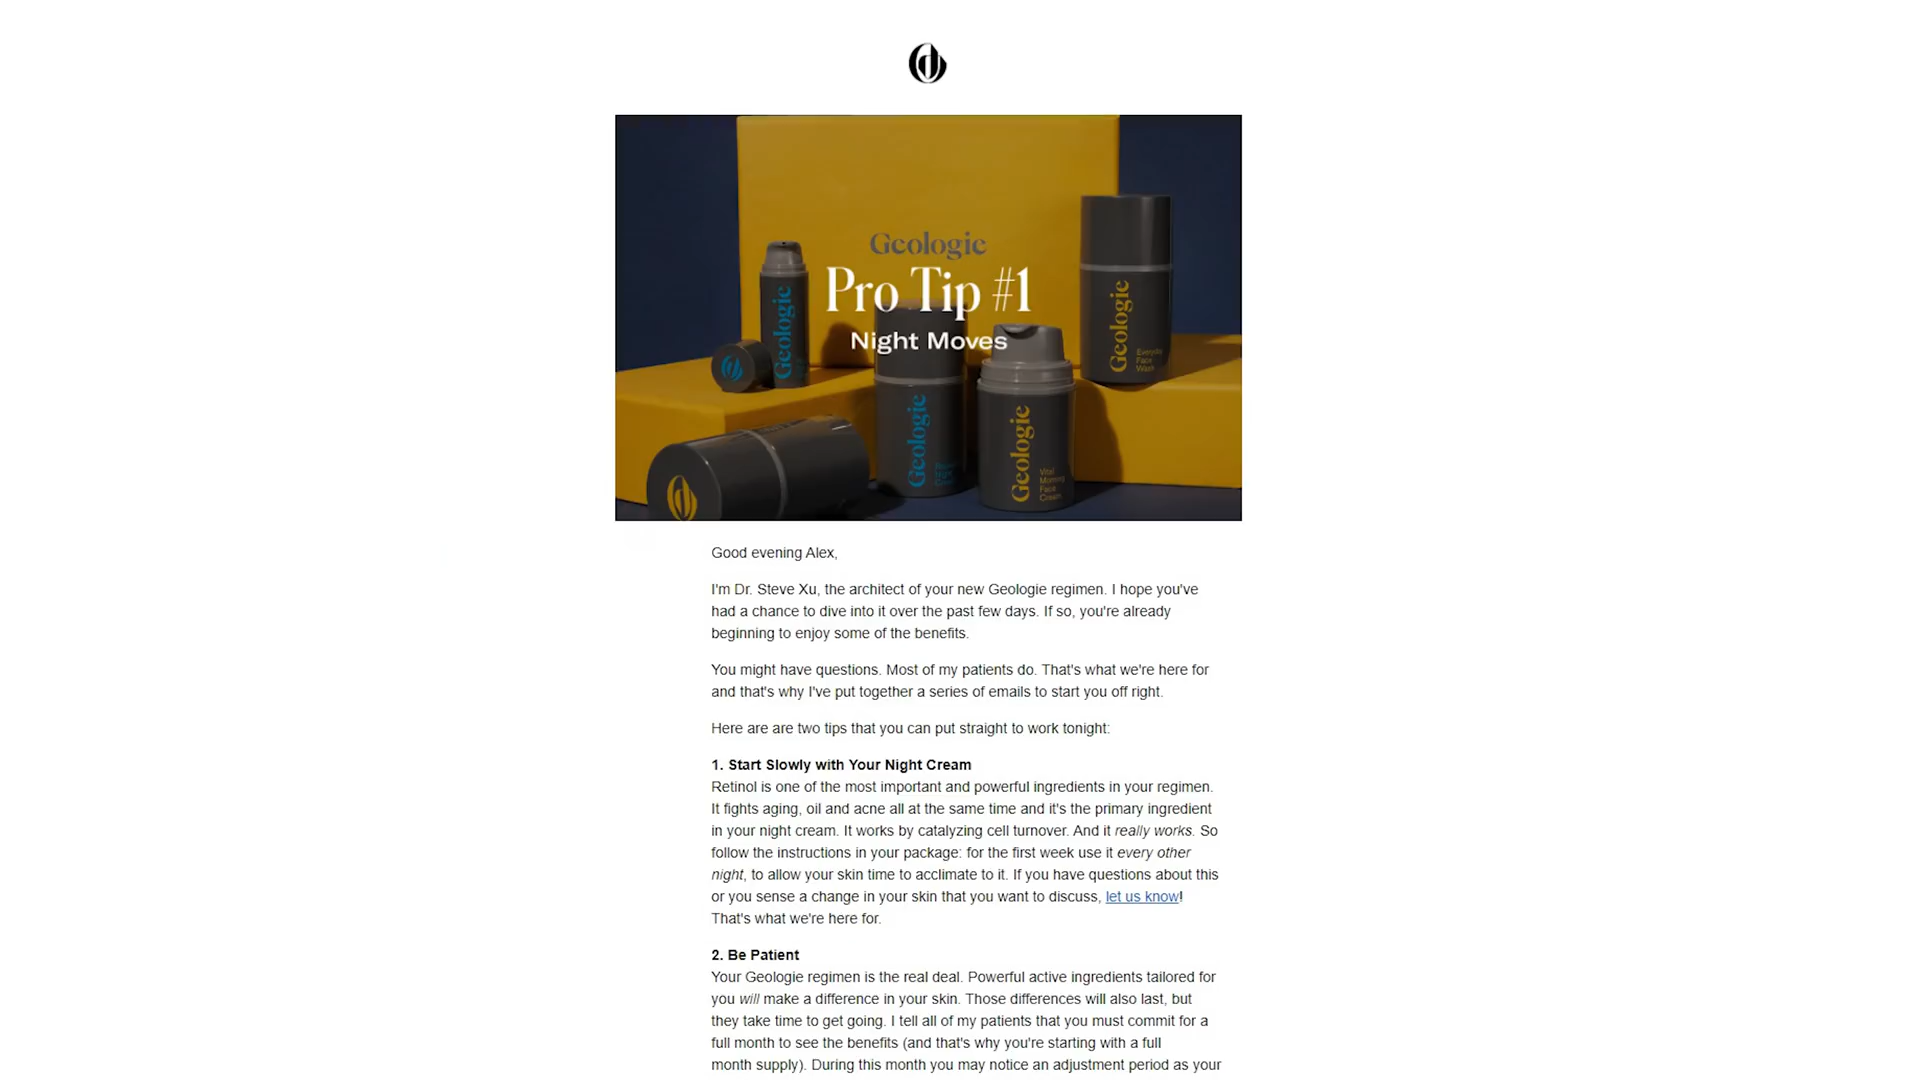 Geologie
Pro Tip #1
Night Moves
Geologie
Geologie
Everyday
Face
Wash
Geologie
Geologie
Vital
Morning
Face
Cream
Good evening Alex,
I'm Dr. Steve Xu, the architect of your new Geologie regimen. I hope you've
had a chance to dive into it over the past few days. If so, you're already
beginning to enjoy some of the benefits.
You might have questions. Most of my patients do. That's what we're here for
and that's why I've put together a series of emails to start you off right.
Here are are two tips that you can put straight to work tonight:
1. Start Slowly with Your Night Cream
Retinol is one of the most important and powerful ingredients in your regimen.
It fights aging, oil and acne all at the same time and it's the primary ingredient
in your night cream. It works by catalyzing cell turnover. And it really works. So
follow the instructions in your package: for the first week use it every other
night, to allow your skin time to acclimate to it. If you have questions about this
or you sense a change in your skin that you want to discuss, let us know!
That's what we're here for.
2. Be Patient
Your Geologie regimen is the real deal. Powerful active ingredients tailored for
you will make a difference in your skin. Those differences will also last, but
they take time to get going. I tell all of my patients that you must commit for a
full month to see the benefits (and that's why you're starting with a full
month supply). During this month you may notice an adjustment period as your